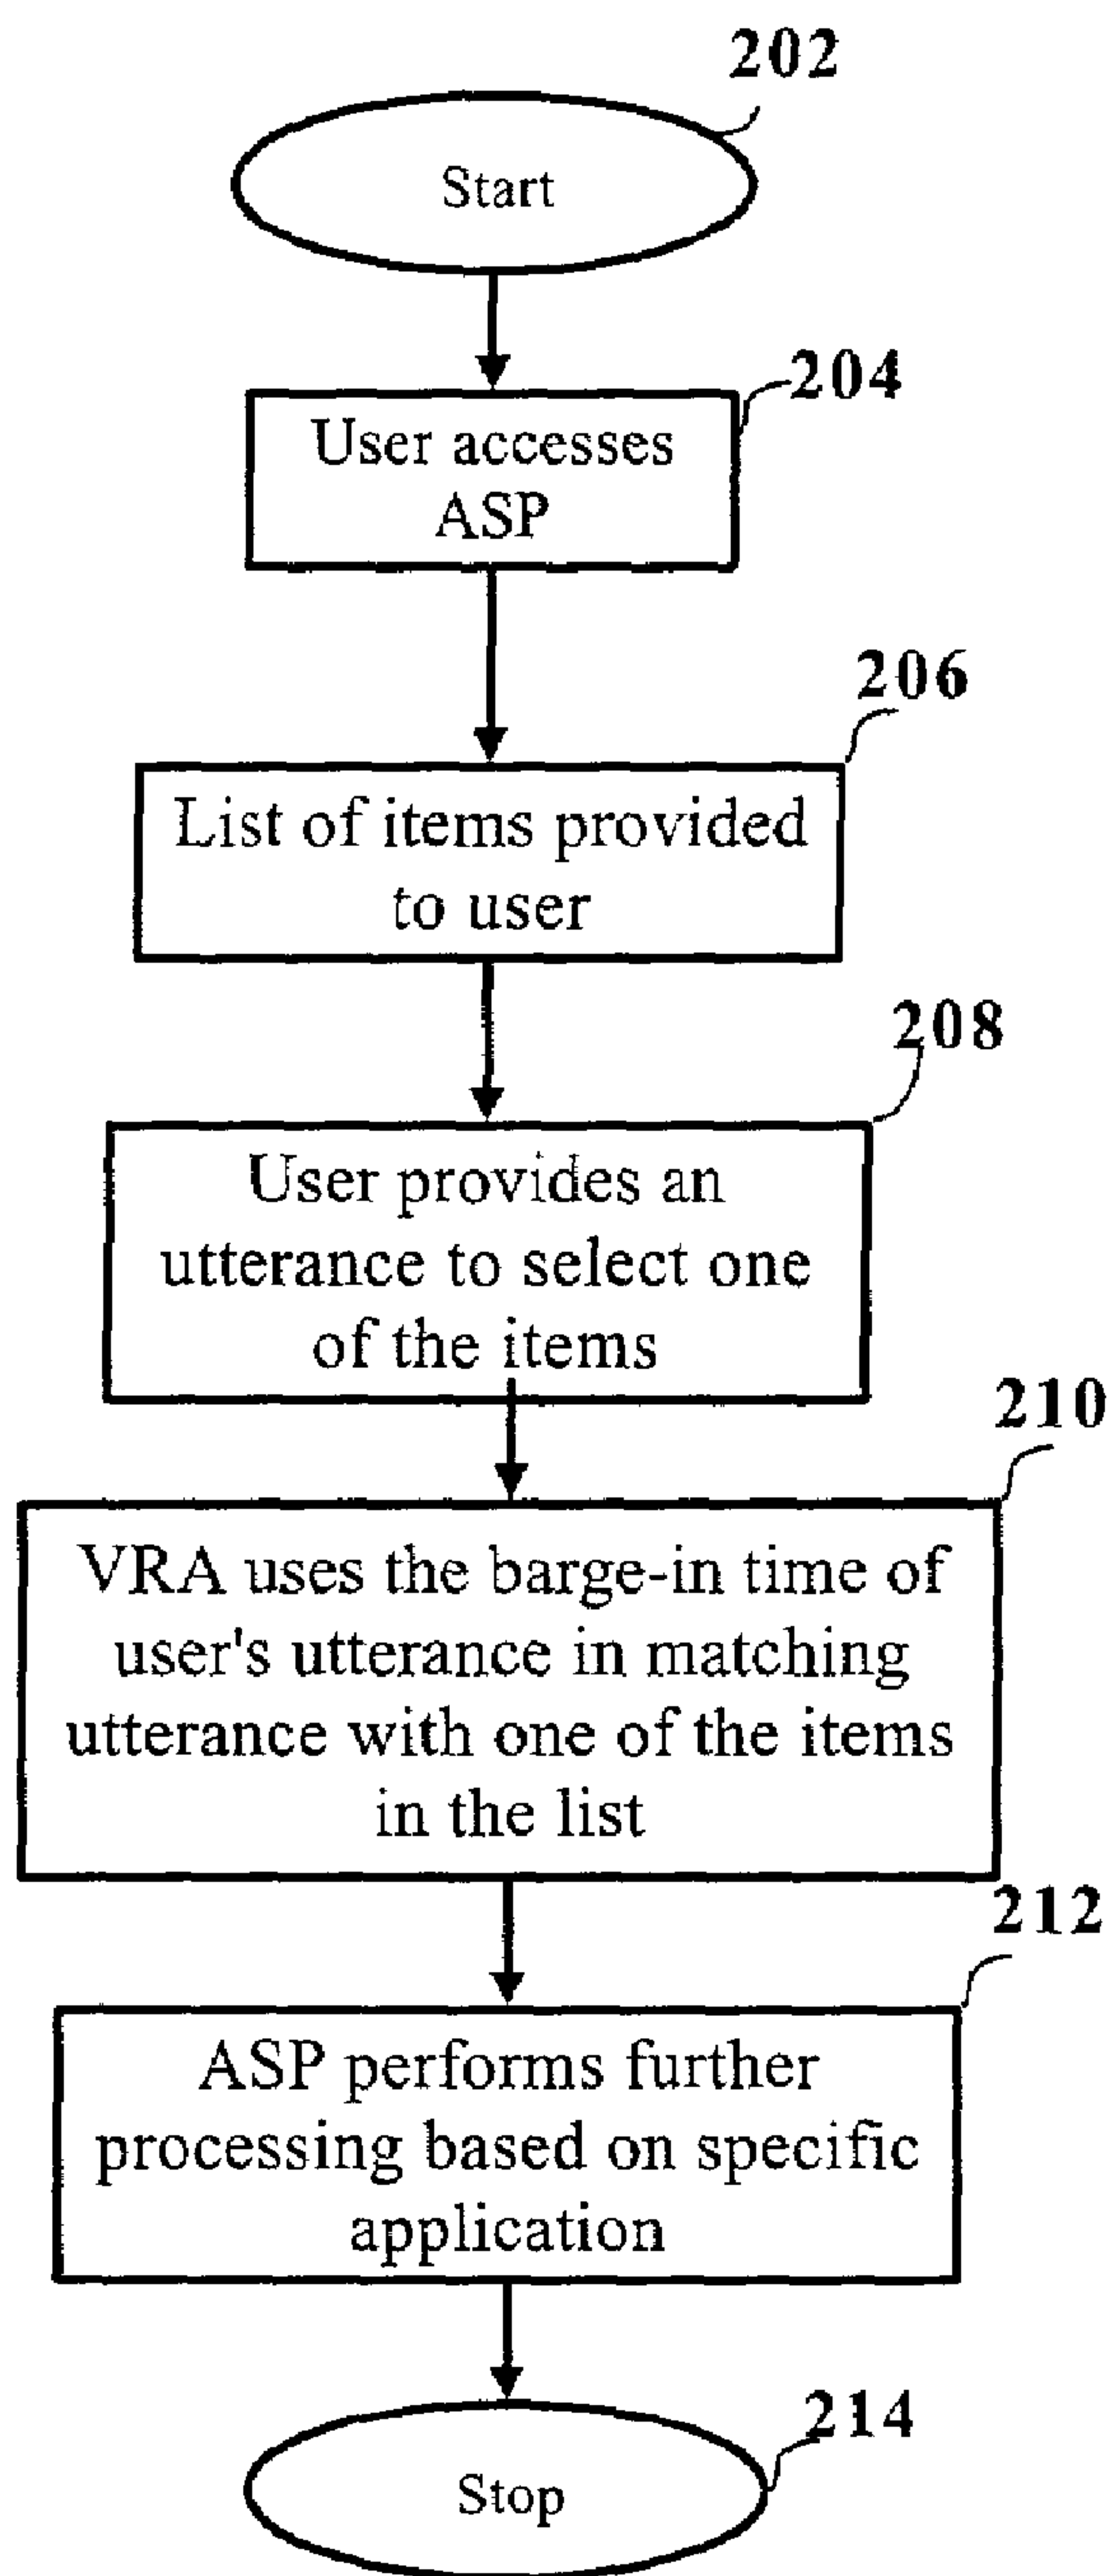 202
Start
204
User accesses
ASP
206
List of items provided
to user
208
User provides an
utterance to select one
of the items
210
VRA uses the barge-in time of
user's utterance in matching
utterance with one of the items
in the list
212
ASP performs further
processing based on specific
application
214
Stop